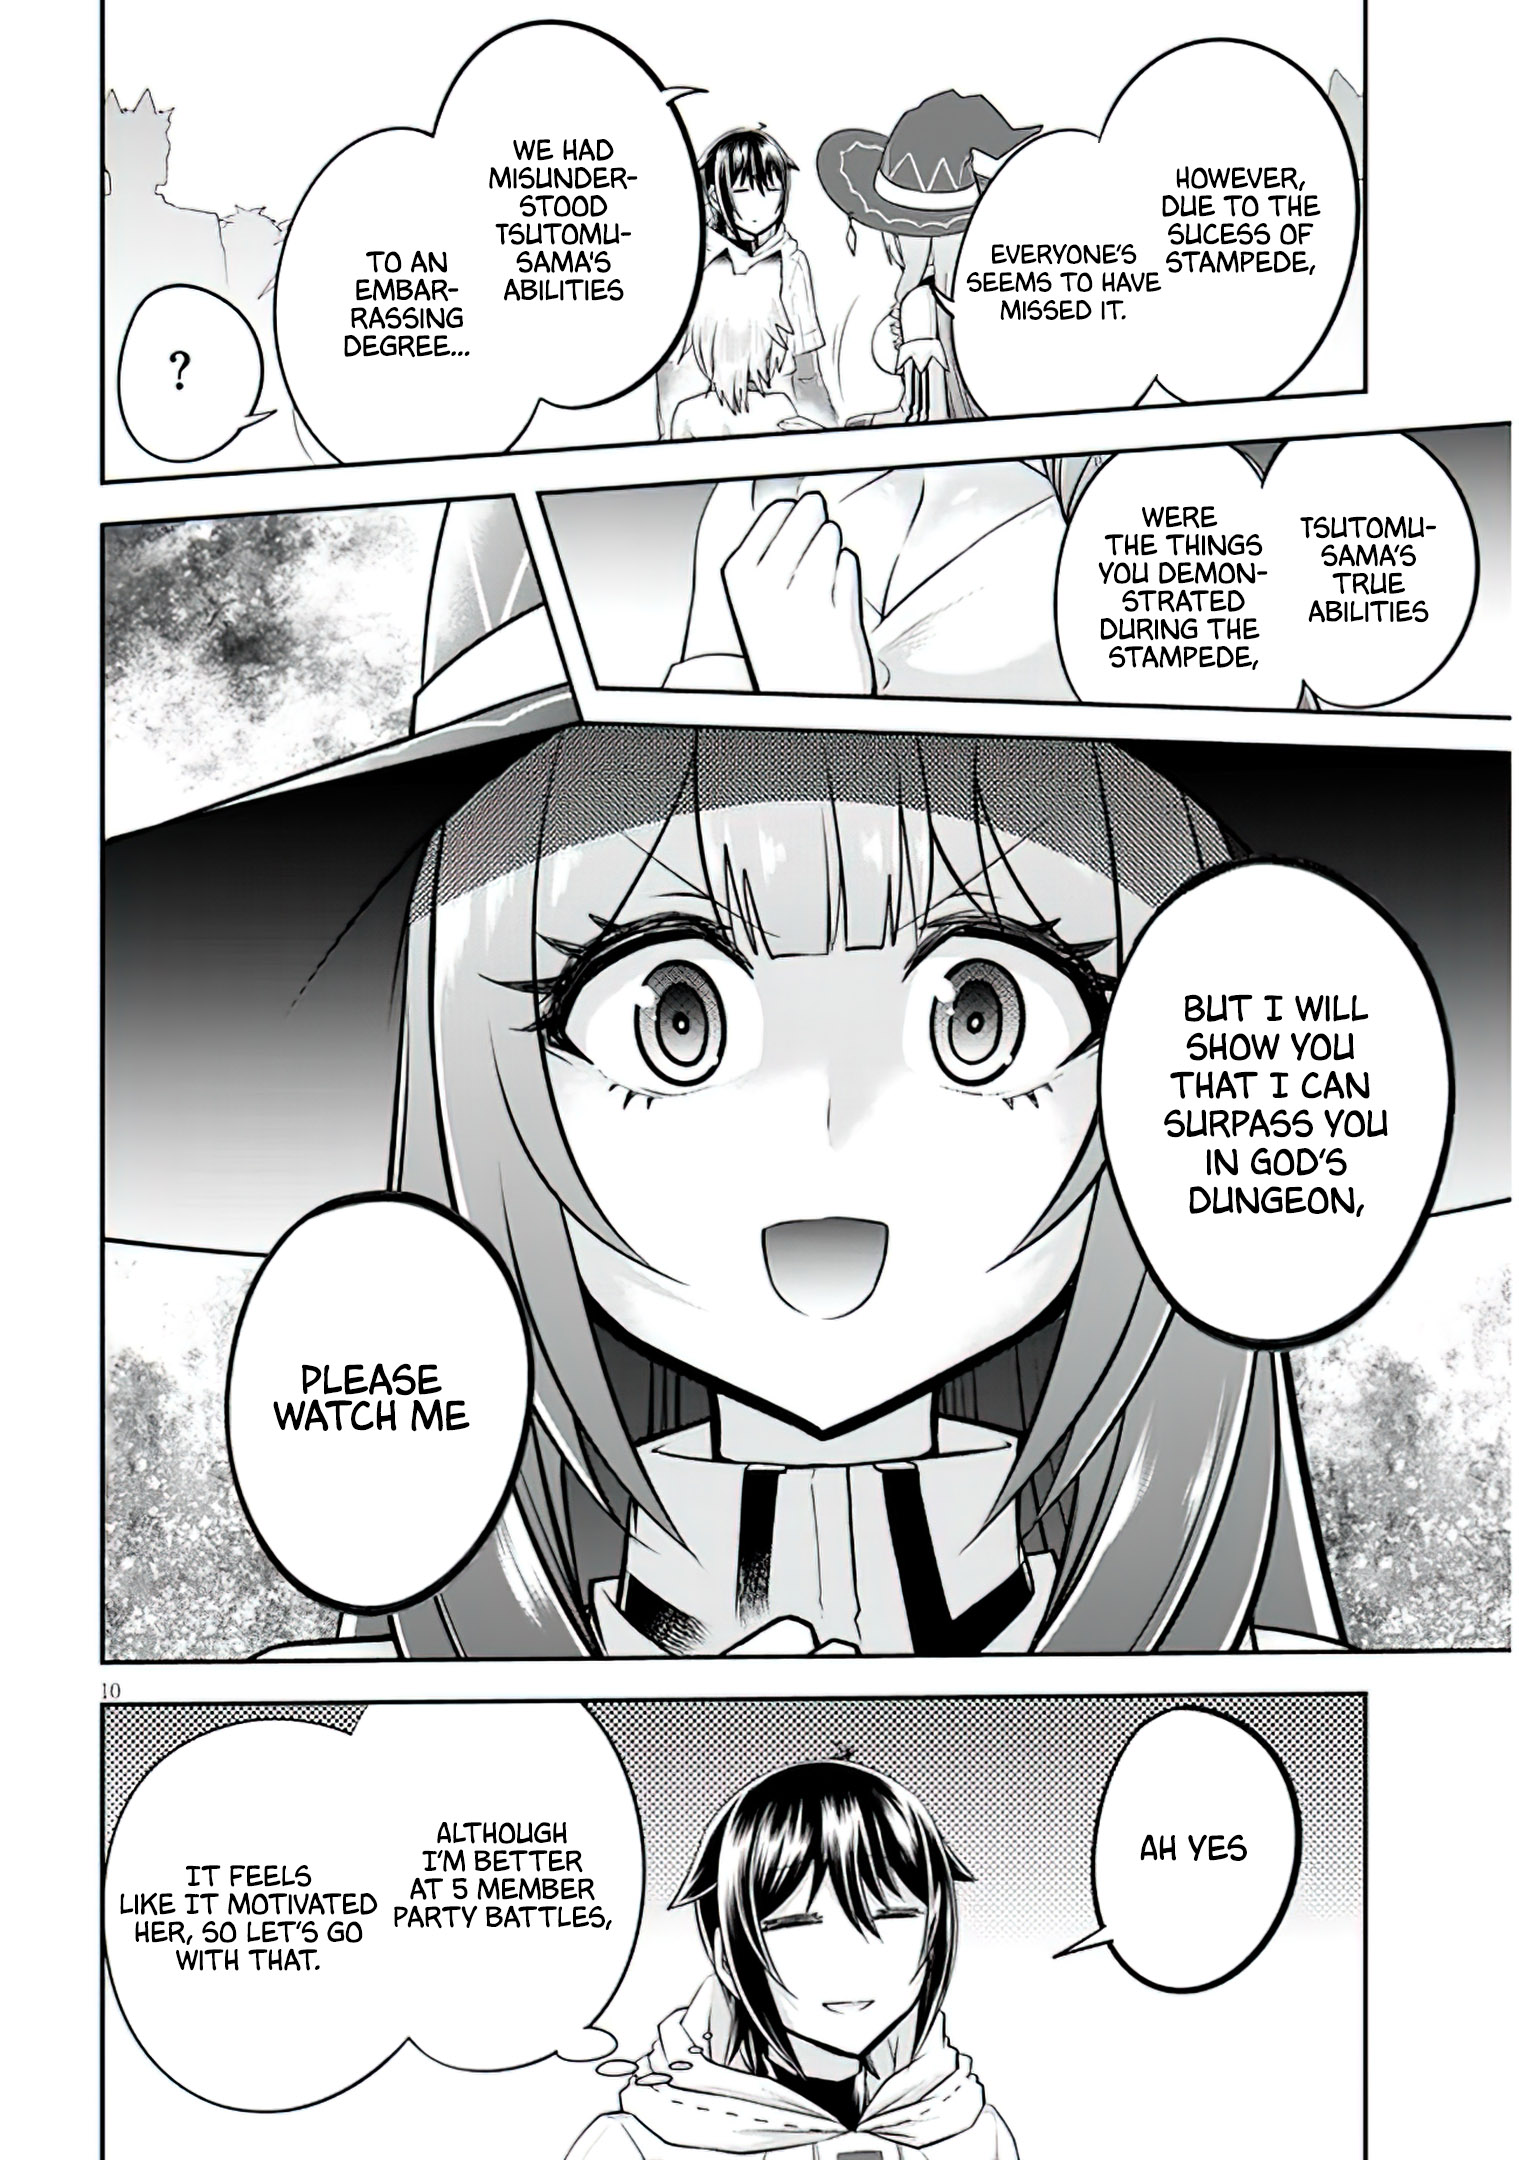 HOWEVER,
DUE TO THE
SUCESS OF
STAMPEDE,
EVERYONE'S
SEEMS TO HAVE
MISSED IT.
WE HAD
MISUNDER-
STOOD
TSUTOMU-
SAMA'S
ABILITIES
TO AN
EMBAR-
RASSING
DEGREE...
?
TSUTOMU-
SAMA'S
TRUE
ABILITIES
WERE
THE THINGS
YOU DEMON-
STRATED
DURING THE
STAMPEDE,
BUT I WILL
SHOW YOU
THAT I CAN
SURPASS YOU
IN GOD'S
DUNGEON,
PLEASE
WATCH ME
10
AH YES
ALTHOUGH
I'M BETTER
AT 5 MEMBER
PARTY BATTLES,
IT FEELS
LIKE IT MOTIVATED
HER, SO LET'S GO
WITH THAT.